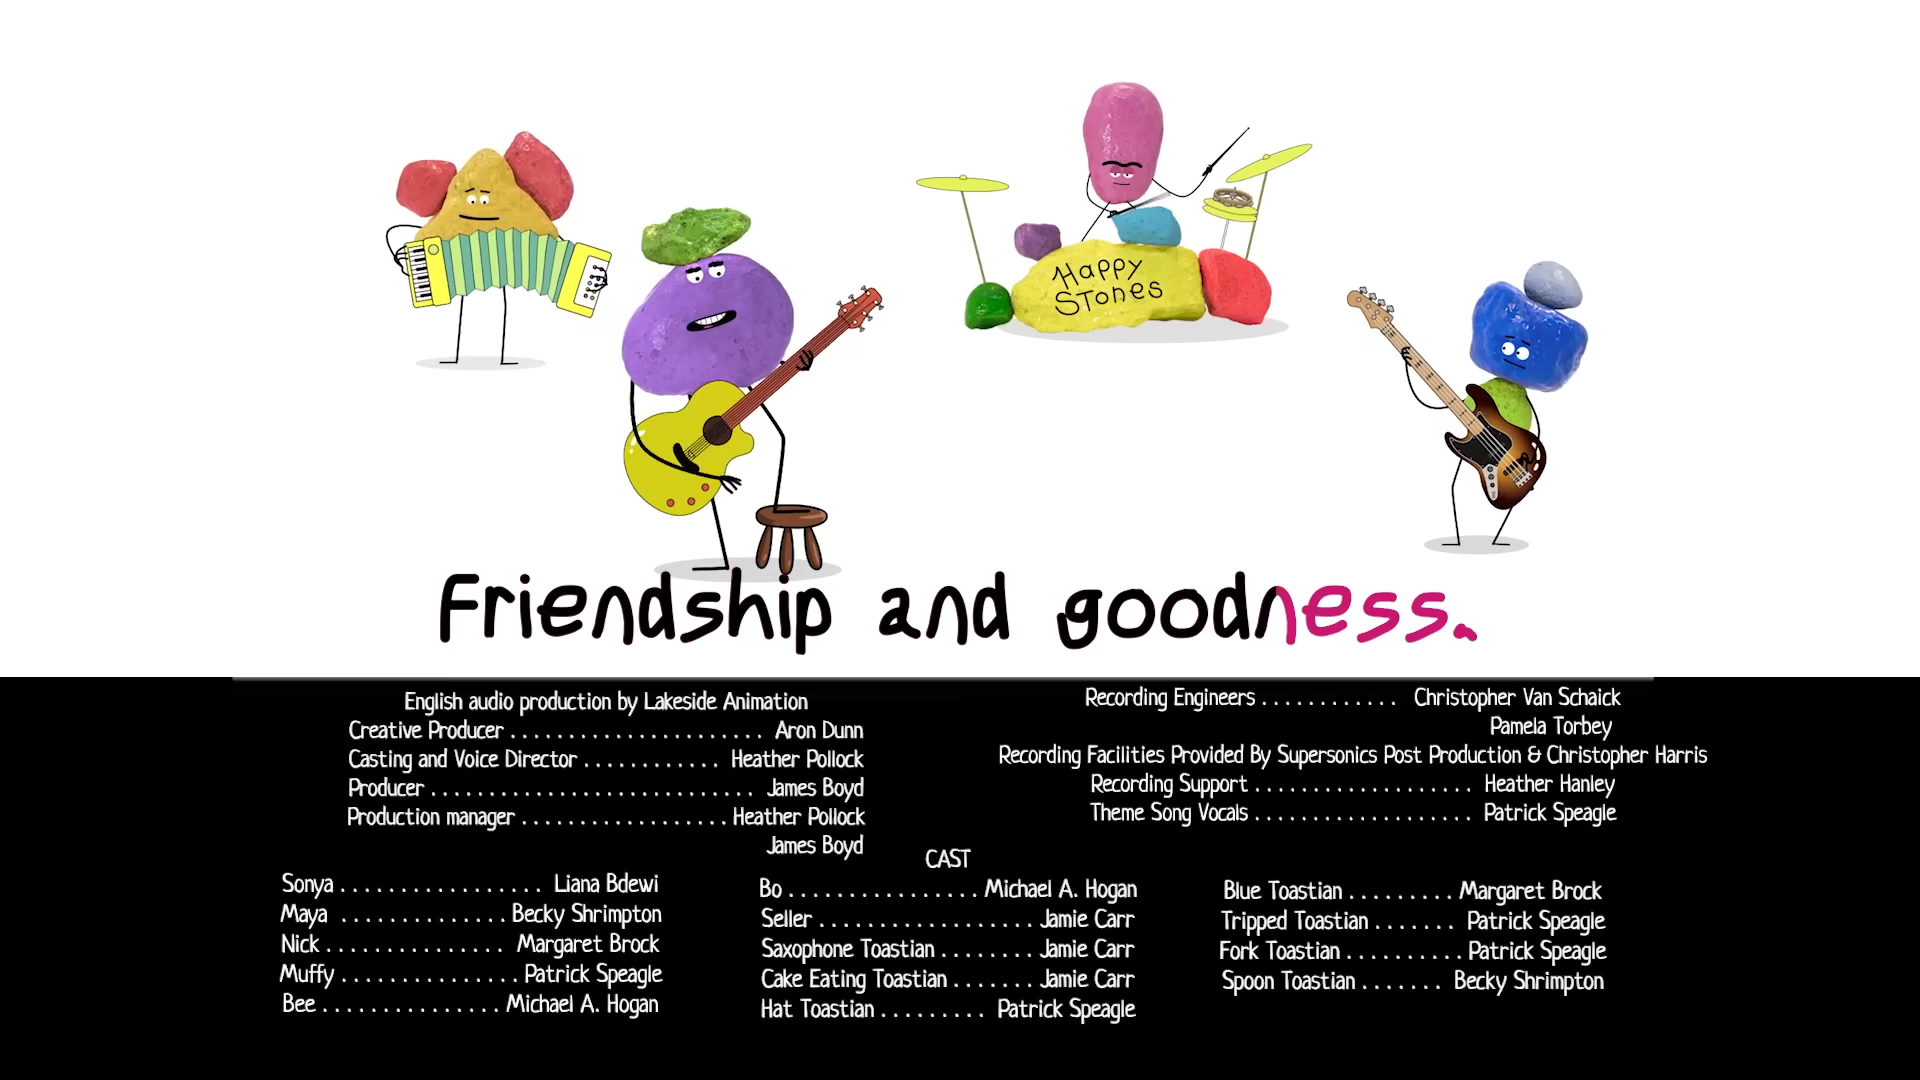 Happy
Stones
Friendship and goodness.
English audio production by Lakeside Animation
Creative Producer . . . . . . . . . . . . . . . . . . . . . . Aron Dunn
Casting and Voice Director . . . . . . . . . . . . Heather Pollock
Producer . . . . . . . . . . . . . . . . . . . . . . . . . . . . James Boyd
Production manager . . . . . . . . . . . . . . . . . . Heather Pollock
James Boyd
Recording Engineers . . . . . . . . . . . . Christopher Van Schaick
Pamela Torbey
Recording Facilities Provided By Supersonics Post Production & Christopher Harris
Recording Support . . . . . . . . . . . . . . . . . . . Heather Hanley
Theme Song Vocals . . . . . . . . . . . . . . . . . . . Patrick Speagle
CAST
Sonya . . . . . . . . . . . . . . . . . . Liana Bdewi
Maya . . . . . . . . . . . . . . Becky Shrimpton
Nick . . . . . . . . . . . . . . . . Margaret Brock
Muffy . . . . . . . . . . . . . . . Patrick Speagle
Bee . . . . . . . . . . . . . . . . Michael A. Hogan
Bo . . . . . . . . . . . . . . . . Michael A. Hogan
Seller . . . . . . . . . . . . . . . . . . . Jamie Carr
Saxophone Toastian . . . . . . . . Jamie Carr
Cake Eating Toastian . . . . . . . Jamie Carr
Hat Toastian . . . . . . . . . Patrick Speagle
Blue Toastian . . . . . . . . . Margaret Brock
Tripped Toastian . . . . . . . Patrick Speagle
Fork Toastian . . . . . . . . . . Patrick Speagle
Spoon Toastian . . . . . . . Becky Shrimpton